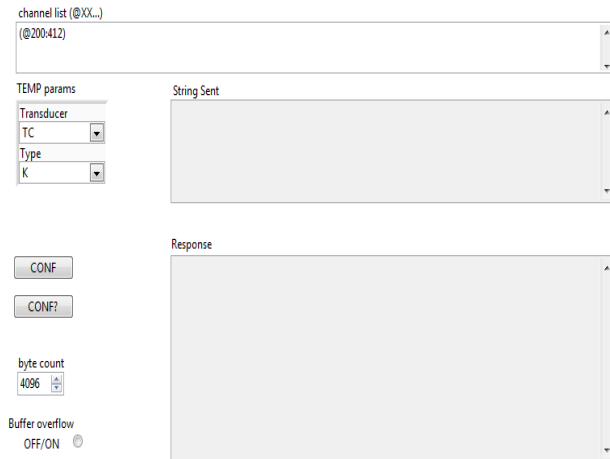 channel list (@XX...)
(@200:412)
TEMP params
Transducer
TC
Type
K
String Sent
CONF
CONF?
Response
byte count
4096
Buffer overflow
OFF/ON